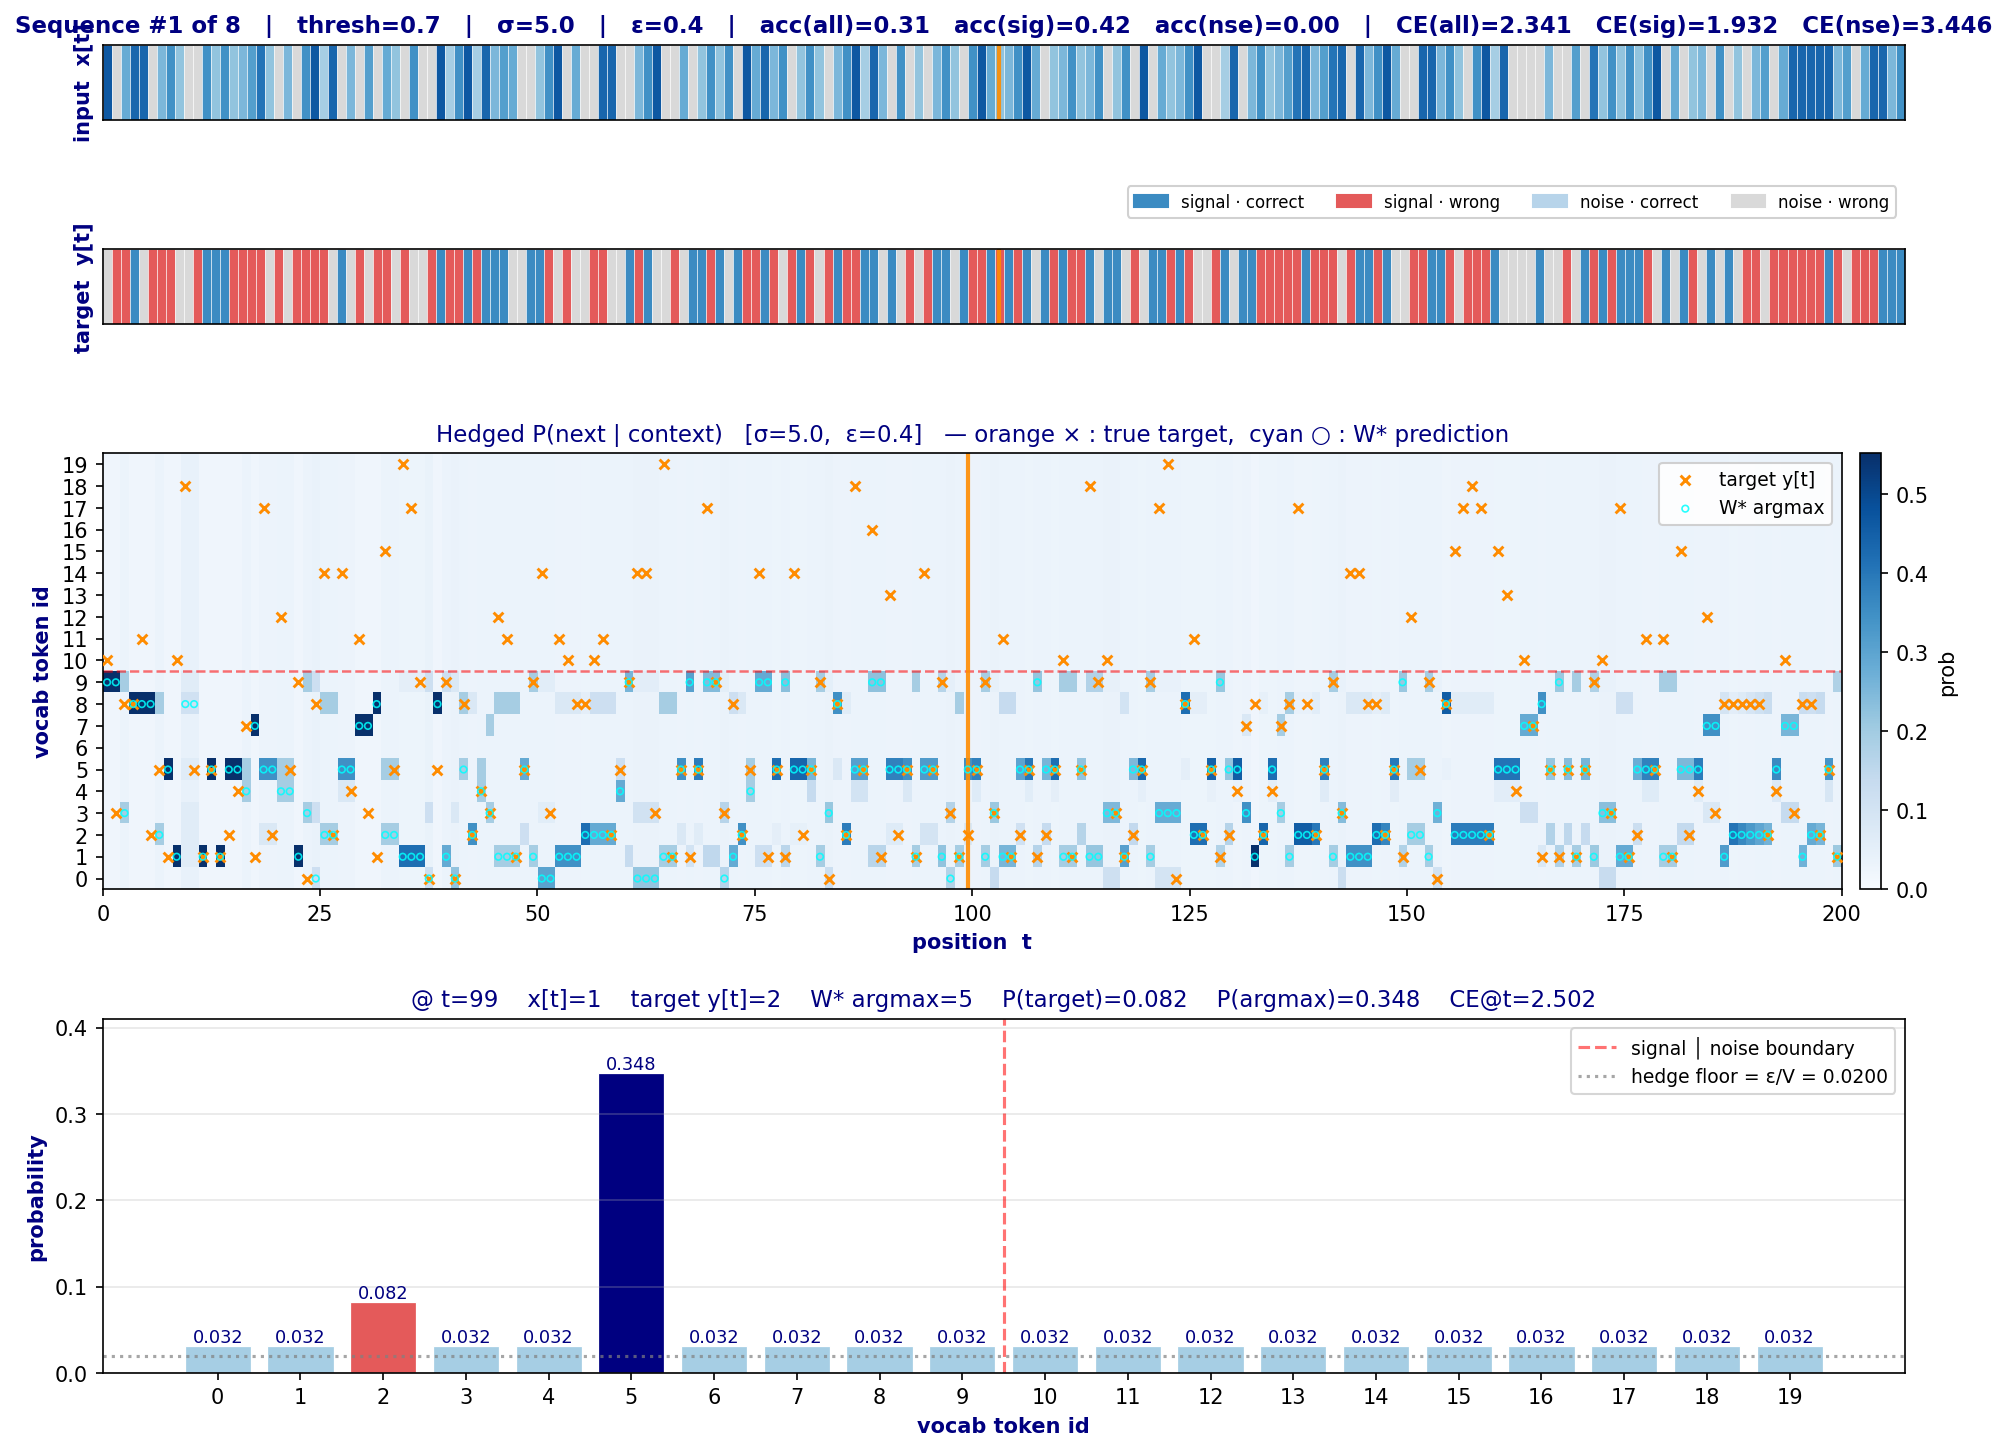 Sequence #1 of 8 | thresh=0.7 | σ=5.0 | ε=0.4 | acc(all)=0.31 acc(sig)=0.42 acc(nse)=0.00 | CE(all)=2.341 CE(sig)=1.932 CE(nse)=3.446
input x[t]
signal · correct signal · wrong noise · correct noise · wrong
target y[t]
Hedged P(next | context) [σ=5.0, ε=0.4] — orange × : true target, cyan ○ : W* prediction
target y[t]
W* argmax
19
18
17
16
15
14
13
12
11
10
9
8
7
6
5
4
3
2
1
0
vocab token id
0 25 50 75 100 125 150 175 200
position t
0.5
0.4
0.3
0.2
0.1
0.0
prob
@ t=99 x[t]=1 target y[t]=2 W* argmax=5 P(target)=0.082 P(argmax)=0.348 CE@t=2.502
signal | noise boundary
hedge floor = ε/V = 0.0200
0.4
0.3
0.2
0.1
0.0
probability
0.032 0.032 0.082 0.032 0.032 0.348 0.032 0.032 0.032 0.032 0.032 0.032 0.032 0.032 0.032 0.032 0.032 0.032 0.032 0.032
0 1 2 3 4 5 6 7 8 9 10 11 12 13 14 15 16 17 18 19
vocab token id